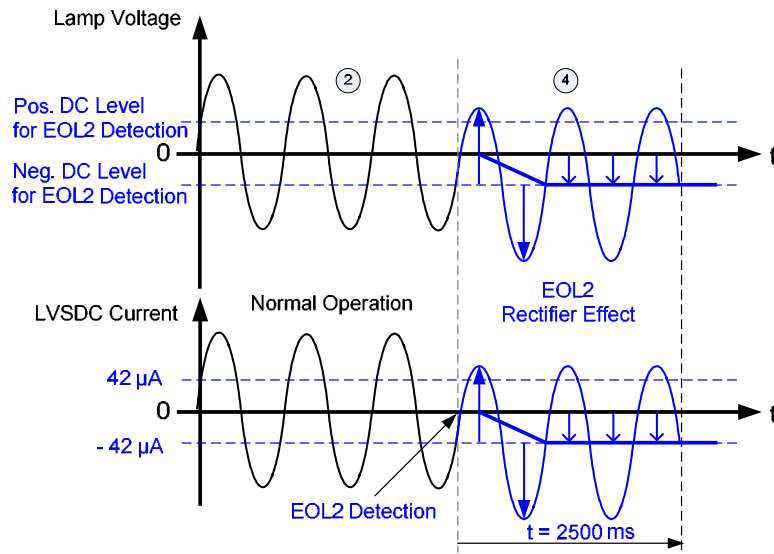 Lamp Voltage
2
4
Pos. DC Level
for EOL2 Detection
0
t
Neg. DC Level
for EOL2 Detection
LVSDC Current
Normal Operation
EOL2
Rectifier Effect
42 µA
0
t
- 42 µA
EOL2 Detection
t = 2500 ms